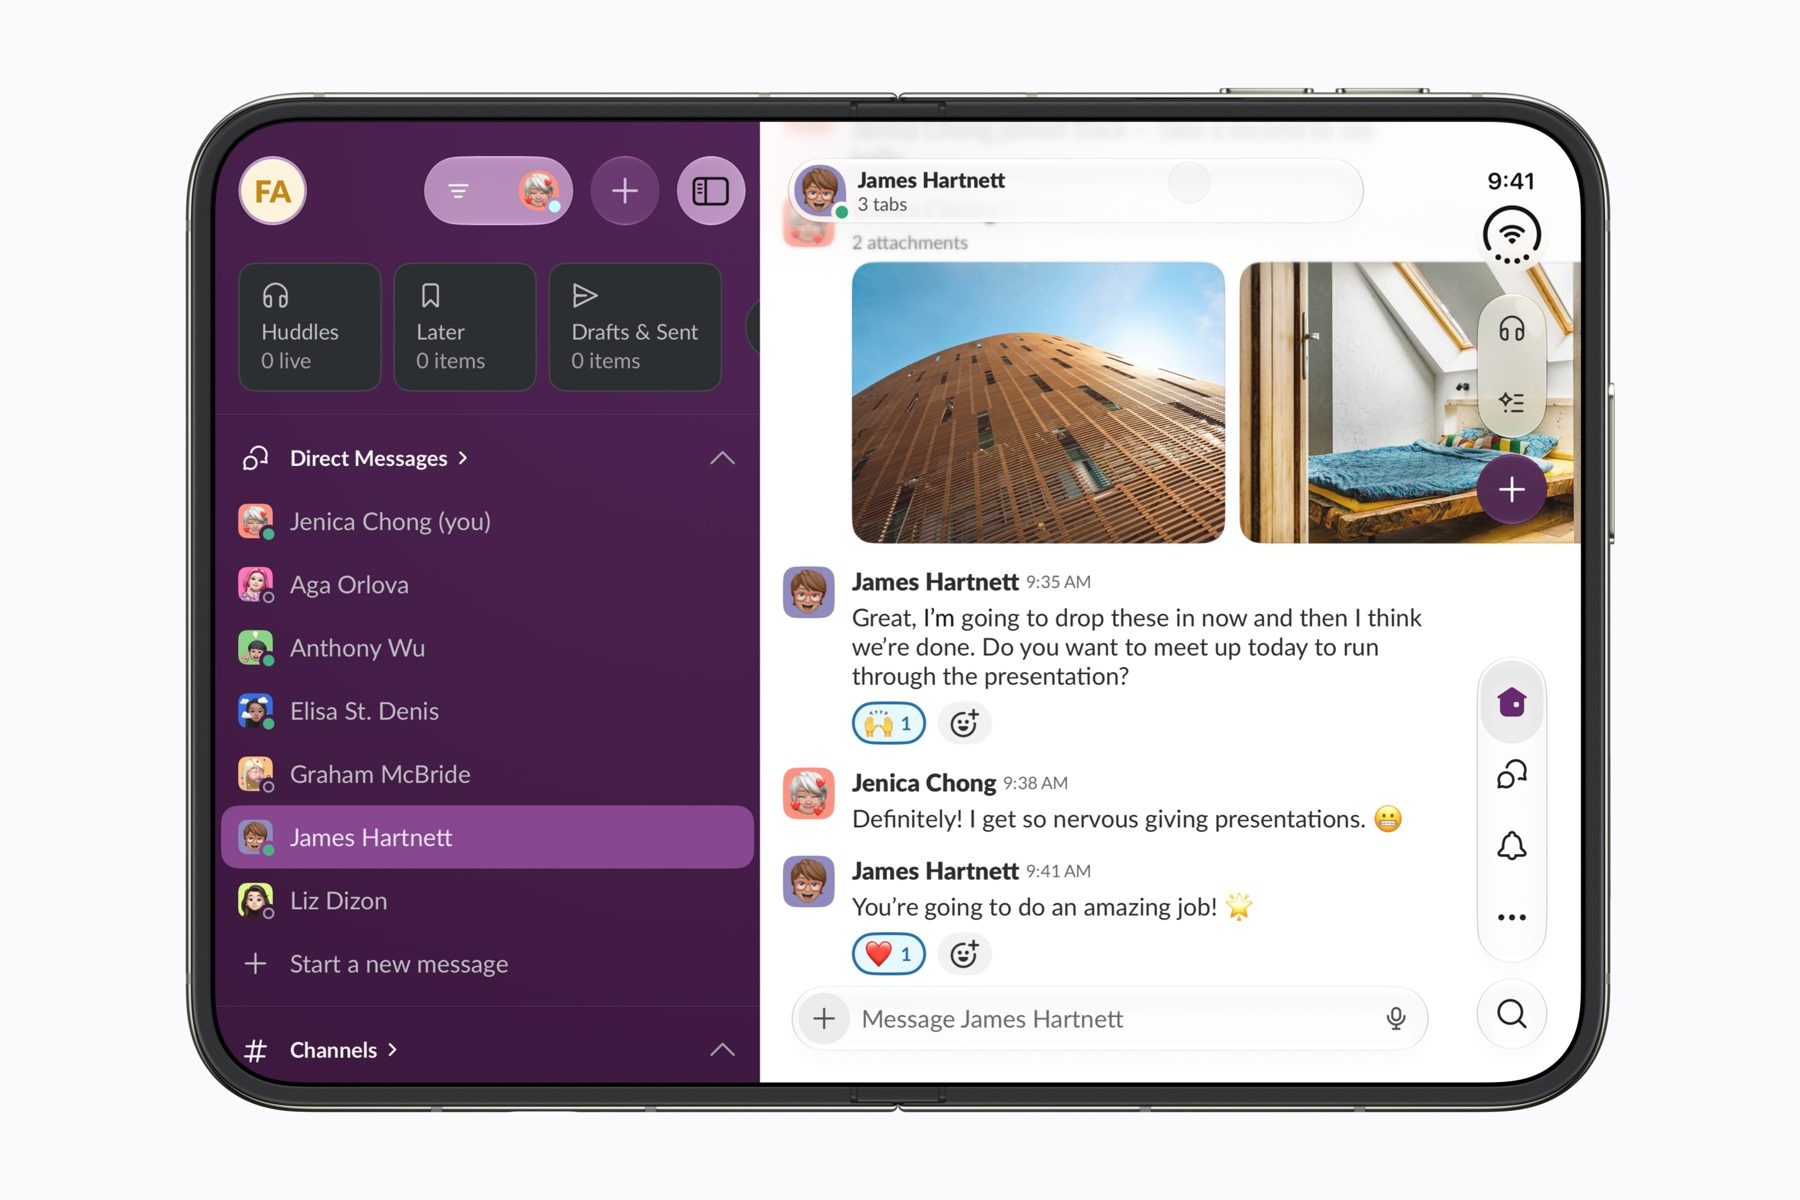 FA
Huddles
0 live
Later
0 items
Drafts & Sent
0 items
Direct Messages
Jenica Chong (you)
Aga Orlova
Anthony Wu
Elisa St. Denis
Graham McBride
James Hartnett
Liz Dizon
Start a new message
# Channels
James Hartnett
3 tabs
9:41
2 attachments
James Hartnett 9:35 AM
Great, I’m going to drop these in now and then I think
we’re done. Do you want to meet up today to run
through the presentation?
🙌 1
Jenica Chong 9:38 AM
Definitely! I get so nervous giving presentations. 😬
James Hartnett 9:41 AM
You’re going to do an amazing job! 🌟
❤️ 1
Message James Hartnett